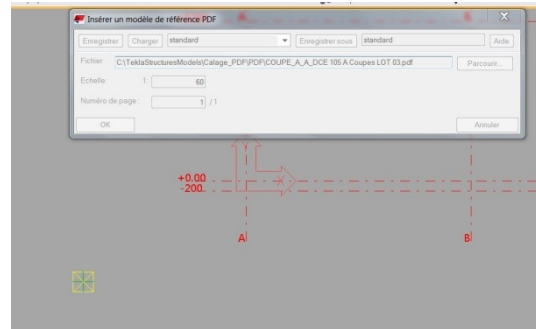 Insérer un modèle de référence PDF
Enregistrer Charger standard Enregistrer sous standard Aide
Fichier C:\TeklaStructuresModels\Calage_PDF\PDF\COUPE_A_A_DCE 105 A Coupes LOT 03.pdf Parcourir...
Echelle: 1: 60
Numéro de page: 1 / 1
OK Annuler
+0.00
-200
X
A B